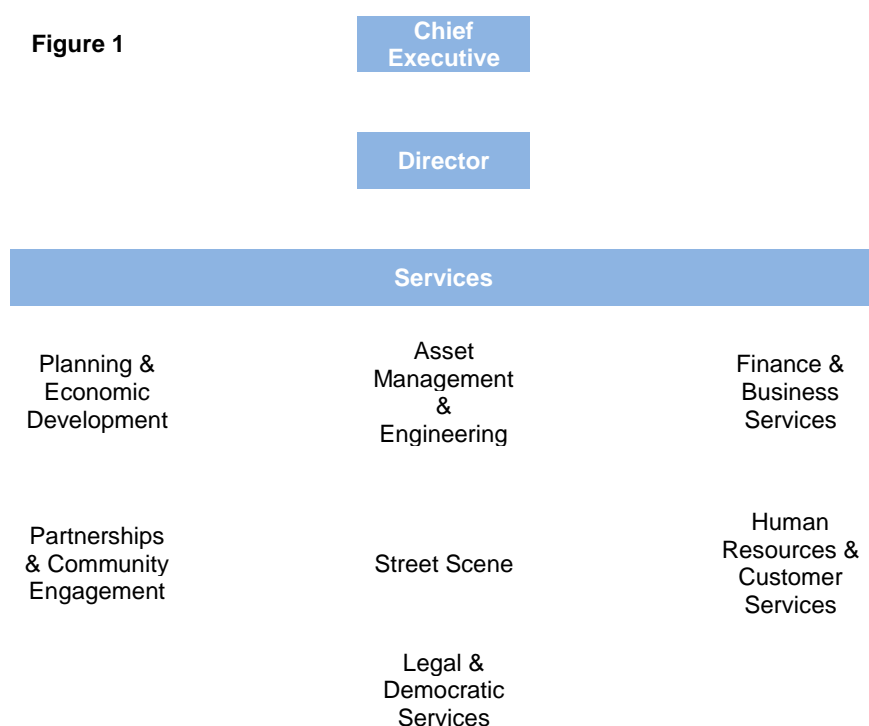 Figure 1
Chief
Executive
Director
Services
Planning &
Economic
Development
Asset
Management
&
Engineering
Finance &
Business
Services
Partnerships
& Community
Engagement
Street Scene
Human
Resources &
Customer
Services
Legal &
Democratic
Services